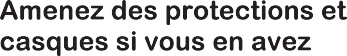 Amenez des protections et
casques si vous en avez